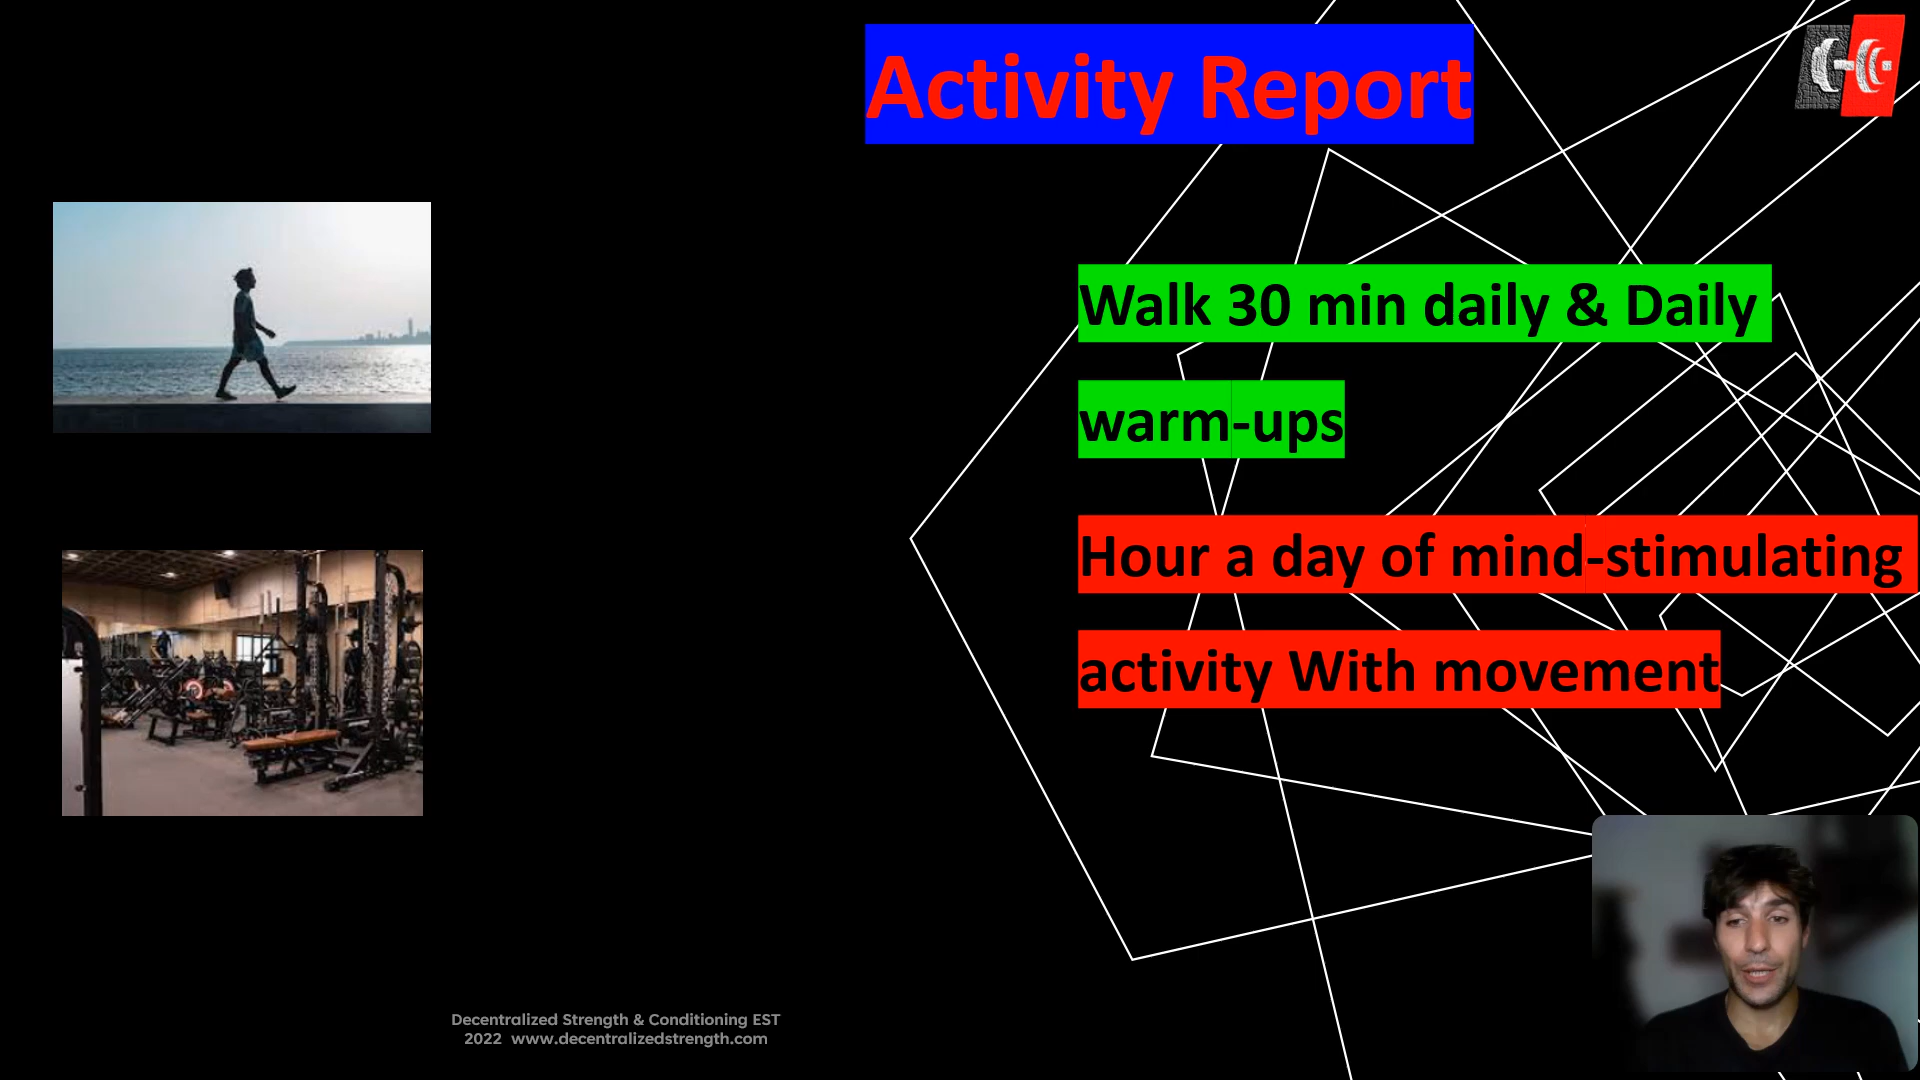 Activity Report
Walk 30 min daily & Daily
warm-ups
Hour a day of mind-stimulating
activity With movement
Decentralized Strength & Conditioning EST
2022 www.decentralizedstrength.com